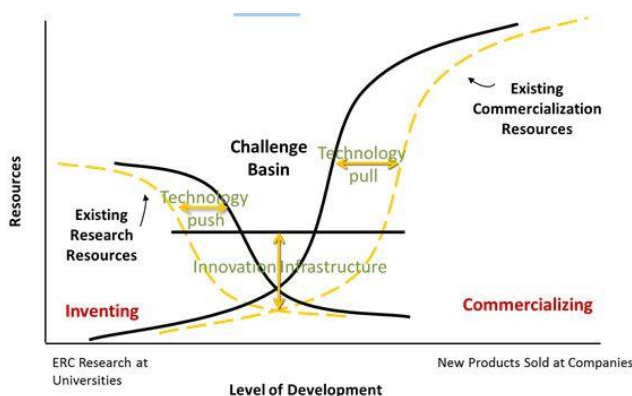 Existing
Commercialization
Resources
Challenge
Basin
Technology
pull
Technology
push
Existing
Research
Resources
Innovation Infrastructure
Inventing
Commercializing
Resources
ERC Research at
Universities
New Products Sold at Companies
Level of Development